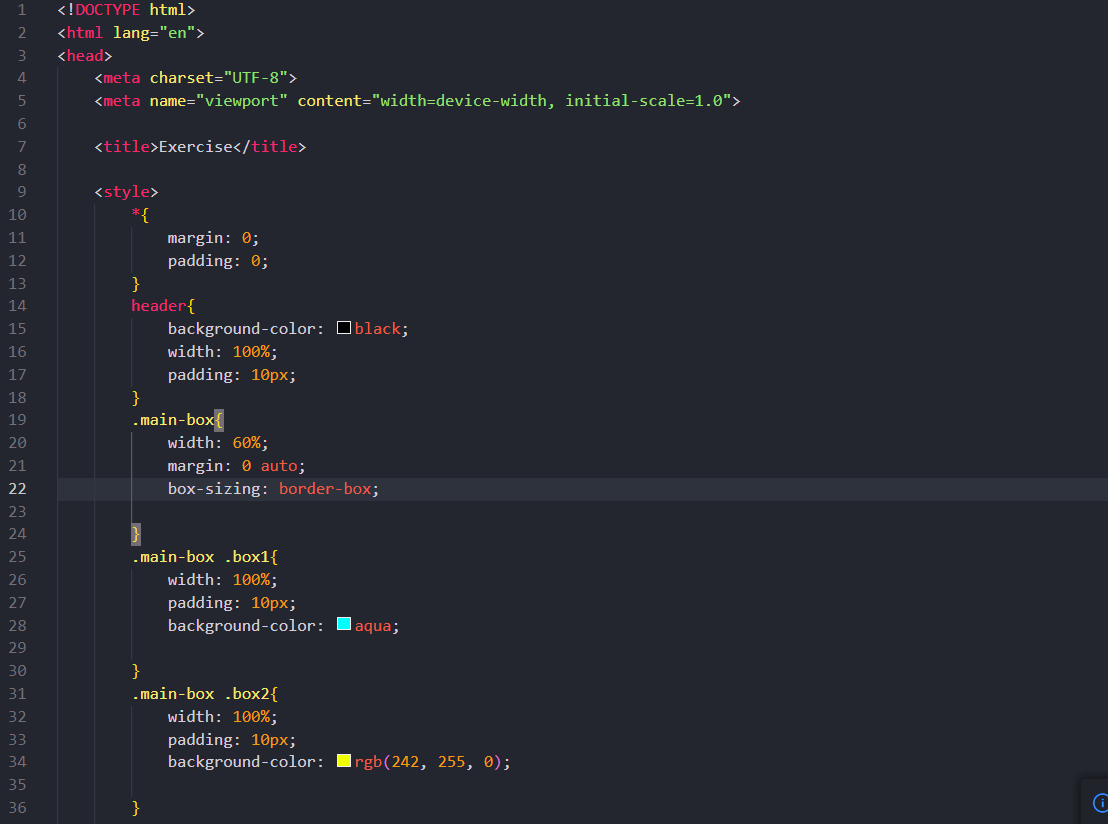 1 <!DOCTYPE html>
2 <html lang="en">
3 <head>
4 <meta charset="UTF-8">
5 <meta name="viewport" content="width=device-width, initial-scale=1.0">
6
7 <title>Exercise</title>
8
9 <style>
10 *{
11 margin: 0;
12 padding: 0;
13 }
14 header{
15 background-color: black;
16 width: 100%;
17 padding: 10px;
18 }
19 .main-box{
20 width: 60%;
21 margin: 0 auto;
22 box-sizing: border-box;
23
24 }
25 .main-box .box1{
26 width: 100%;
27 padding: 10px;
28 background-color: aqua;
29
30 }
31 .main-box .box2{
32 width: 100%;
33 padding: 10px;
34 background-color: rgb(242, 255, 0);
35
36 }